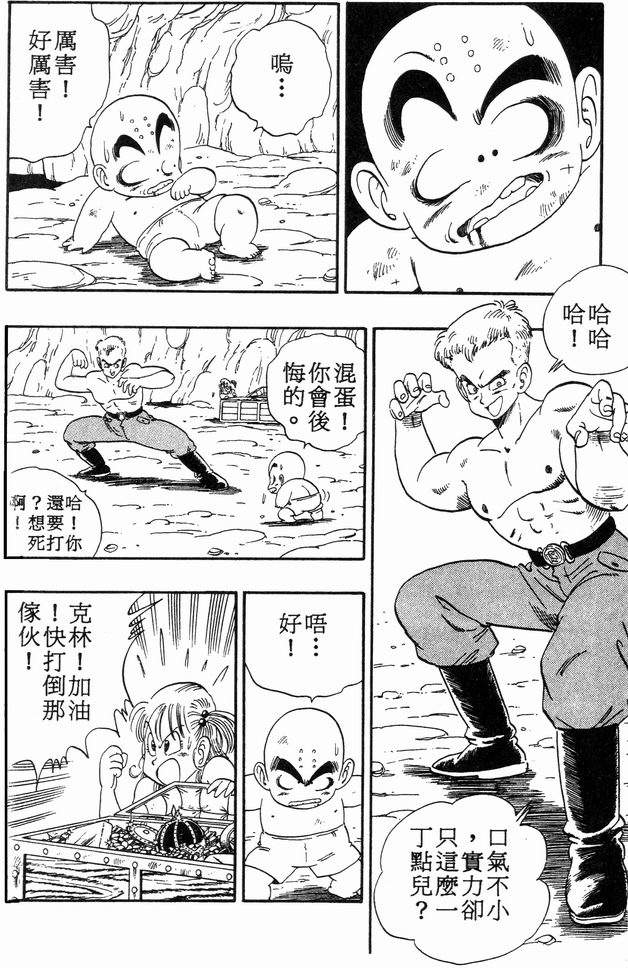 嗚…
厲害！
好厲害！
哈哈
哈！
口氣不小
，實力卻
只這麼一
丁點兒？
混蛋！
你會後
悔的。
哈！你
還要打
？想死
啊！
唔…
好！
克林！加油
！快打倒那
傢伙！